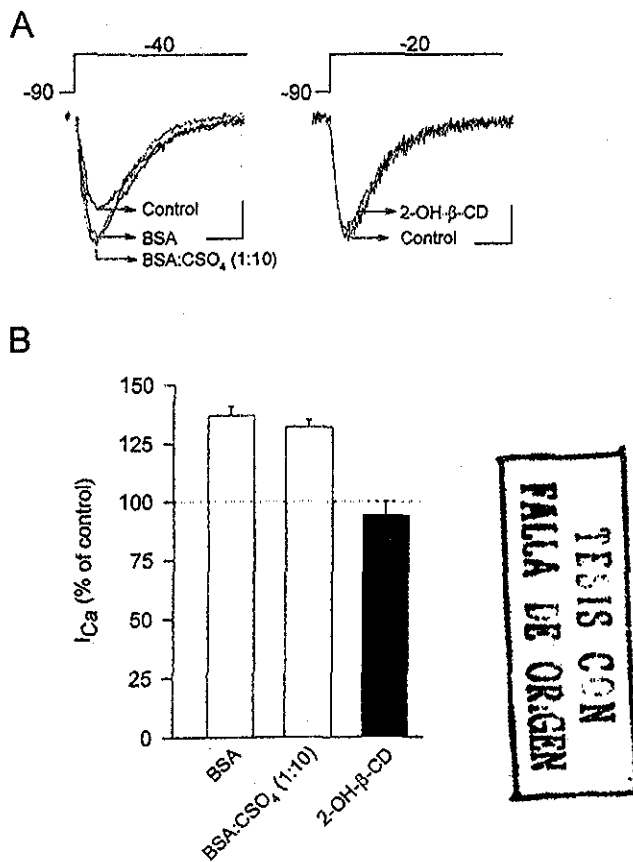 A
-40
-90
Control
BSA
BSA:CSO₄ (1:10)
-20
-90
2-OH-β-CD
Control
B
I_Ca (% of control)
150
125
100
75
50
25
0
BSA
BSA:CSO₄ (1:10)
2-OH-β-CD
TESIS CON
FALLA DE ORIGEN